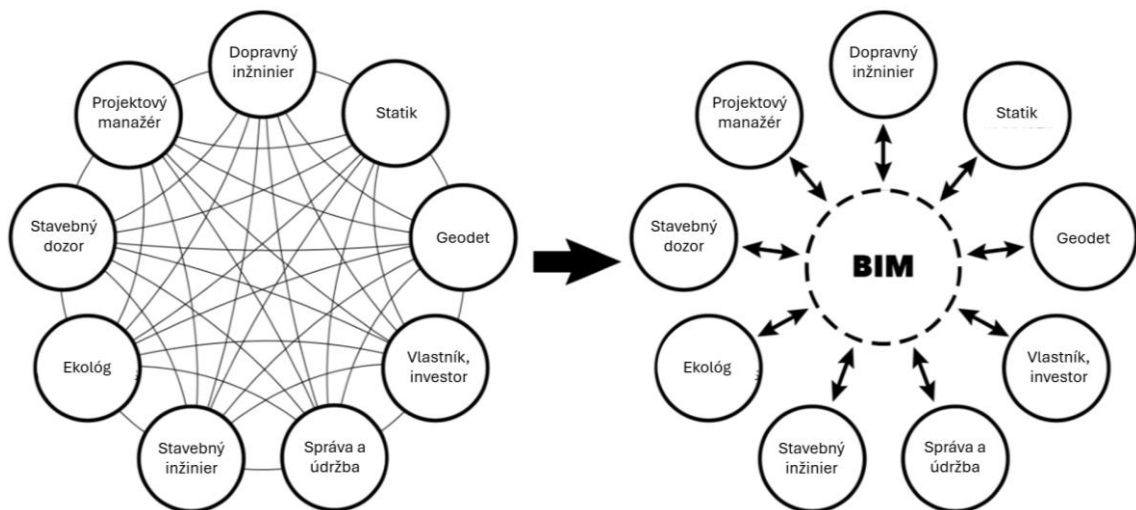 Dopravný
inžninier
Statik
Geodet
Vlastník,
investor
Správa a
údržba
Stavebný
inžinier
Ekológ
Stavebný
dozor
Projektový
manažér
Dopravný
inžninier
Statik
Geodet
Vlastník,
investor
Správa a
údržba
Stavebný
inžinier
Ekológ
Stavebný
dozor
Projektový
manažér
BIM